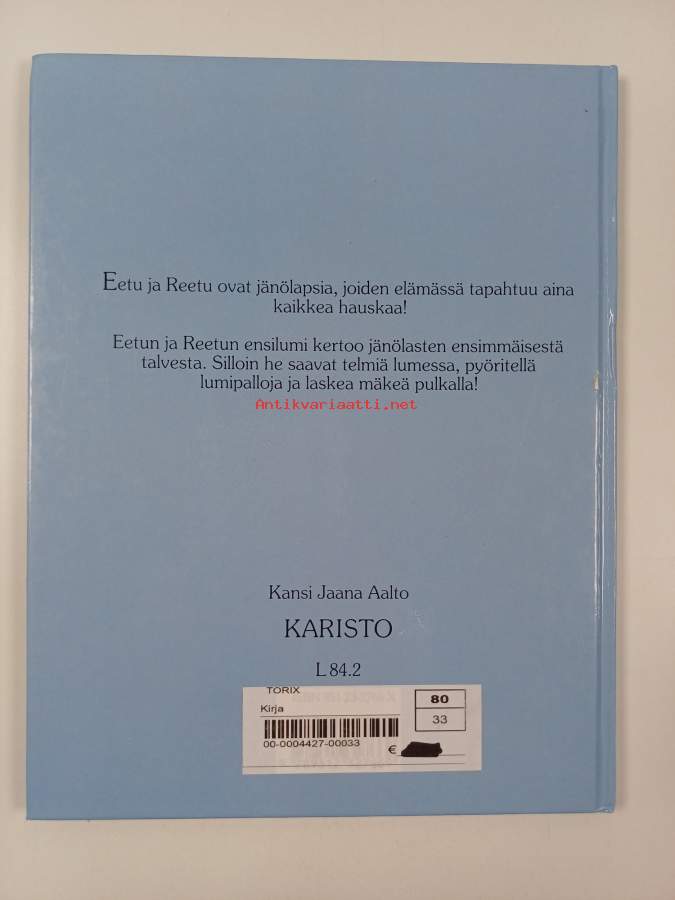 Eetu ja Reetu ovat jänölapsia, joiden elämässä tapahtuu aina
kaikkea hauskaa!
Eetun ja Reetun ensilumi kertoo jänölasten ensimmäisestä
talvesta. Silloin he saavat telmiä lumessa, pyöritellä
lumipalloja ja laskea mäkeä pulkalla!
Antikvariaatti.net
Kansi Jaana Aalto
KARISTO
L 84.2
TORIX
Kirja
80
33
00-0004427-00033
€